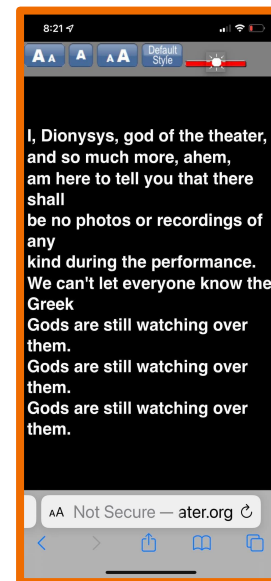 8:21
A A
A
A A
Default
Style
I, Dionysys, god of the theater,
and so much more, ahem,
am here to tell you that there
shall
be no photos or recordings of
any
kind during the performance.
We can't let everyone know the
Greek
Gods are still watching over
them.
Gods are still watching over
them.
Gods are still watching over
them.
AA Not Secure — ater.org